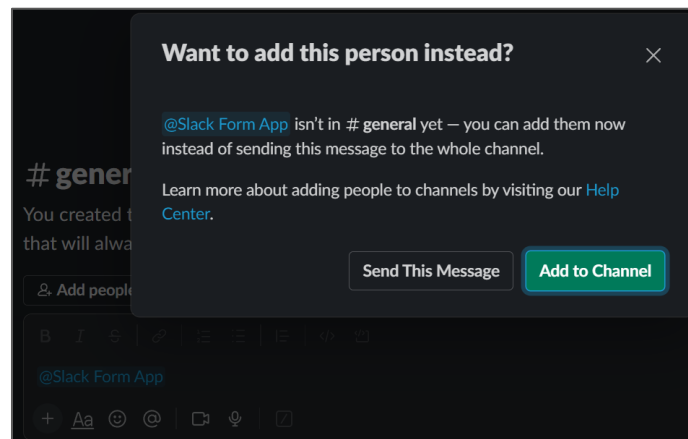 Want to add this person instead?
@Slack Form App isn't in # general yet — you can add them now
instead of sending this message to the whole channel.
# gener
Learn more about adding people to channels by visiting our Help
Center.
You created t
that will alwa
Send This Message
Add to Channel
Add people
B I S
@Slack Form App
Aa @